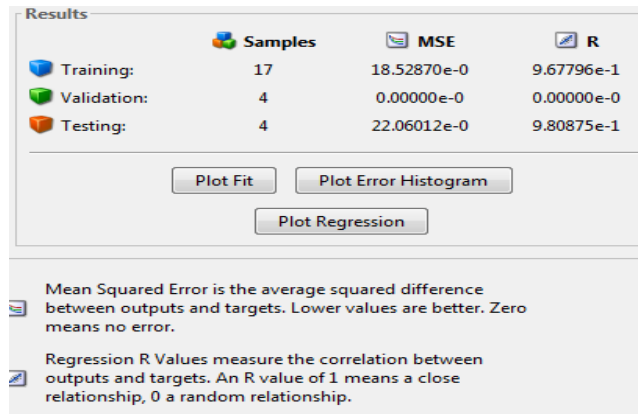 Results
Samples MSE R
Training: 17 18.52870e-0 9.67796e-1
Validation: 4 0.00000e-0 0.00000e-0
Testing: 4 22.06012e-0 9.80875e-1
Plot Fit Plot Error Histogram
Plot Regression
Mean Squared Error is the average squared difference
between outputs and targets. Lower values are better. Zero
means no error.
Regression R Values measure the correlation between
outputs and targets. An R value of 1 means a close
relationship, 0 a random relationship.